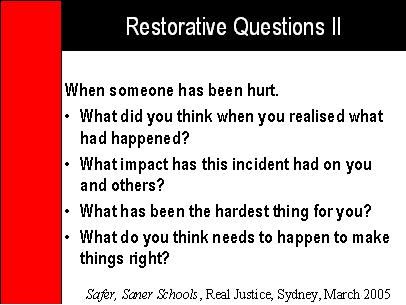 Restorative Questions II
When someone has been hurt.
• What did you think when you realised what
had happened?
• What impact has this incident had on you
and others?
• What has been the hardest thing for you?
• What do you think needs to happen to make
things right?
Safer, Saner Schools, Real Justice, Sydney, March 2005